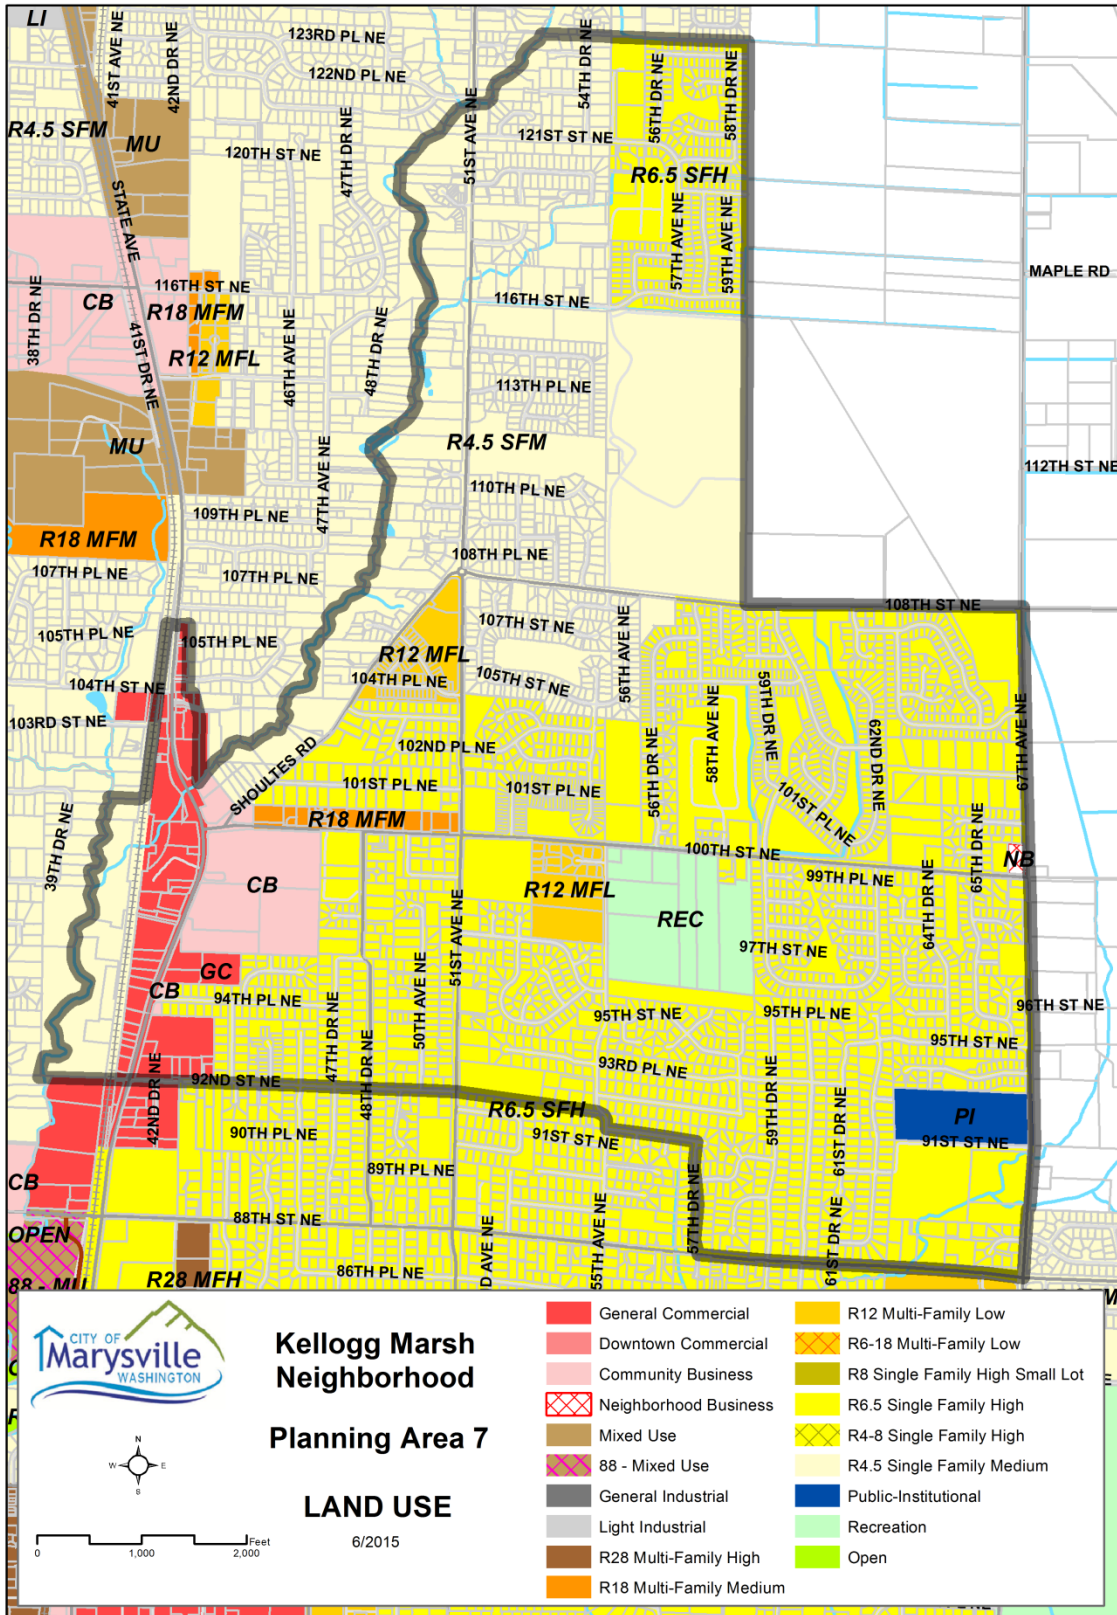 LI
41ST AVE NE
42ND DR NE
123RD PL NE
122ND PL NE
54TH DR NE
56TH DR NE
58TH DR NE
51ST AVE NE
R4.5 SFM
MU
120TH ST NE
47TH DR NE
121ST ST NE
R6.5 SFH
STATE AVE
57TH AVE NE
59TH AVE NE
MAPLE RD
116TH ST NE
116TH ST NE
CB
R18 MFM
38TH DR NE
41ST DR NE
R12 MFL
46TH AVE NE
48TH DR NE
113TH PL NE
MU
R4.5 SFM
112TH ST NE
47TH AVE NE
110TH PL NE
109TH PL NE
R18 MFM
108TH PL NE
107TH PL NE
107TH PL NE
108TH ST NE
105TH PL NE
105TH PL NE
107TH ST NE
56TH AVE NE
R12 MFL
104TH PL NE
105TH ST NE
104TH ST NE
103RD ST NE
59TH DR NE
58TH AVE NE
62ND DR NE
67TH AVE NE
102ND PL NE
SHOULTES RD
56TH DR NE
101ST PL NE
101ST PL NE
101ST PL NE
R18 MFM
39TH DR NE
65TH DR NE
100TH ST NE
NB
99TH PL NE
CB
R12 MFL
REC
64TH DR NE
51ST AVE NE
97TH ST NE
GC
CB
94TH PL NE
50TH AVE NE
47TH DR NE
48TH DR NE
95TH ST NE
95TH PL NE
96TH ST NE
95TH ST NE
93RD PL NE
92ND ST NE
42ND DR NE
59TH DR NE
61ST DR NE
R6.5 SFH
PI
91ST ST NE
91ST ST NE
90TH PL NE
89TH PL NE
CB
88TH ST NE
57TH DR NE
55TH AVE NE
61ST DR NE
OPEN
88 - MU
R28 MFH
86TH PL NE
CITY OF
Marysville
WASHINGTON
Kellogg Marsh
Neighborhood
Planning Area 7
LAND USE
6/2015
N
W E
S
0 1,000 2,000 Feet
General Commercial
Downtown Commercial
Community Business
Neighborhood Business
Mixed Use
88 - Mixed Use
General Industrial
Light Industrial
R28 Multi-Family High
R18 Multi-Family Medium
R12 Multi-Family Low
R6-18 Multi-Family Low
R8 Single Family High Small Lot
R6.5 Single Family High
R4-8 Single Family High
R4.5 Single Family Medium
Public-Institutional
Recreation
Open